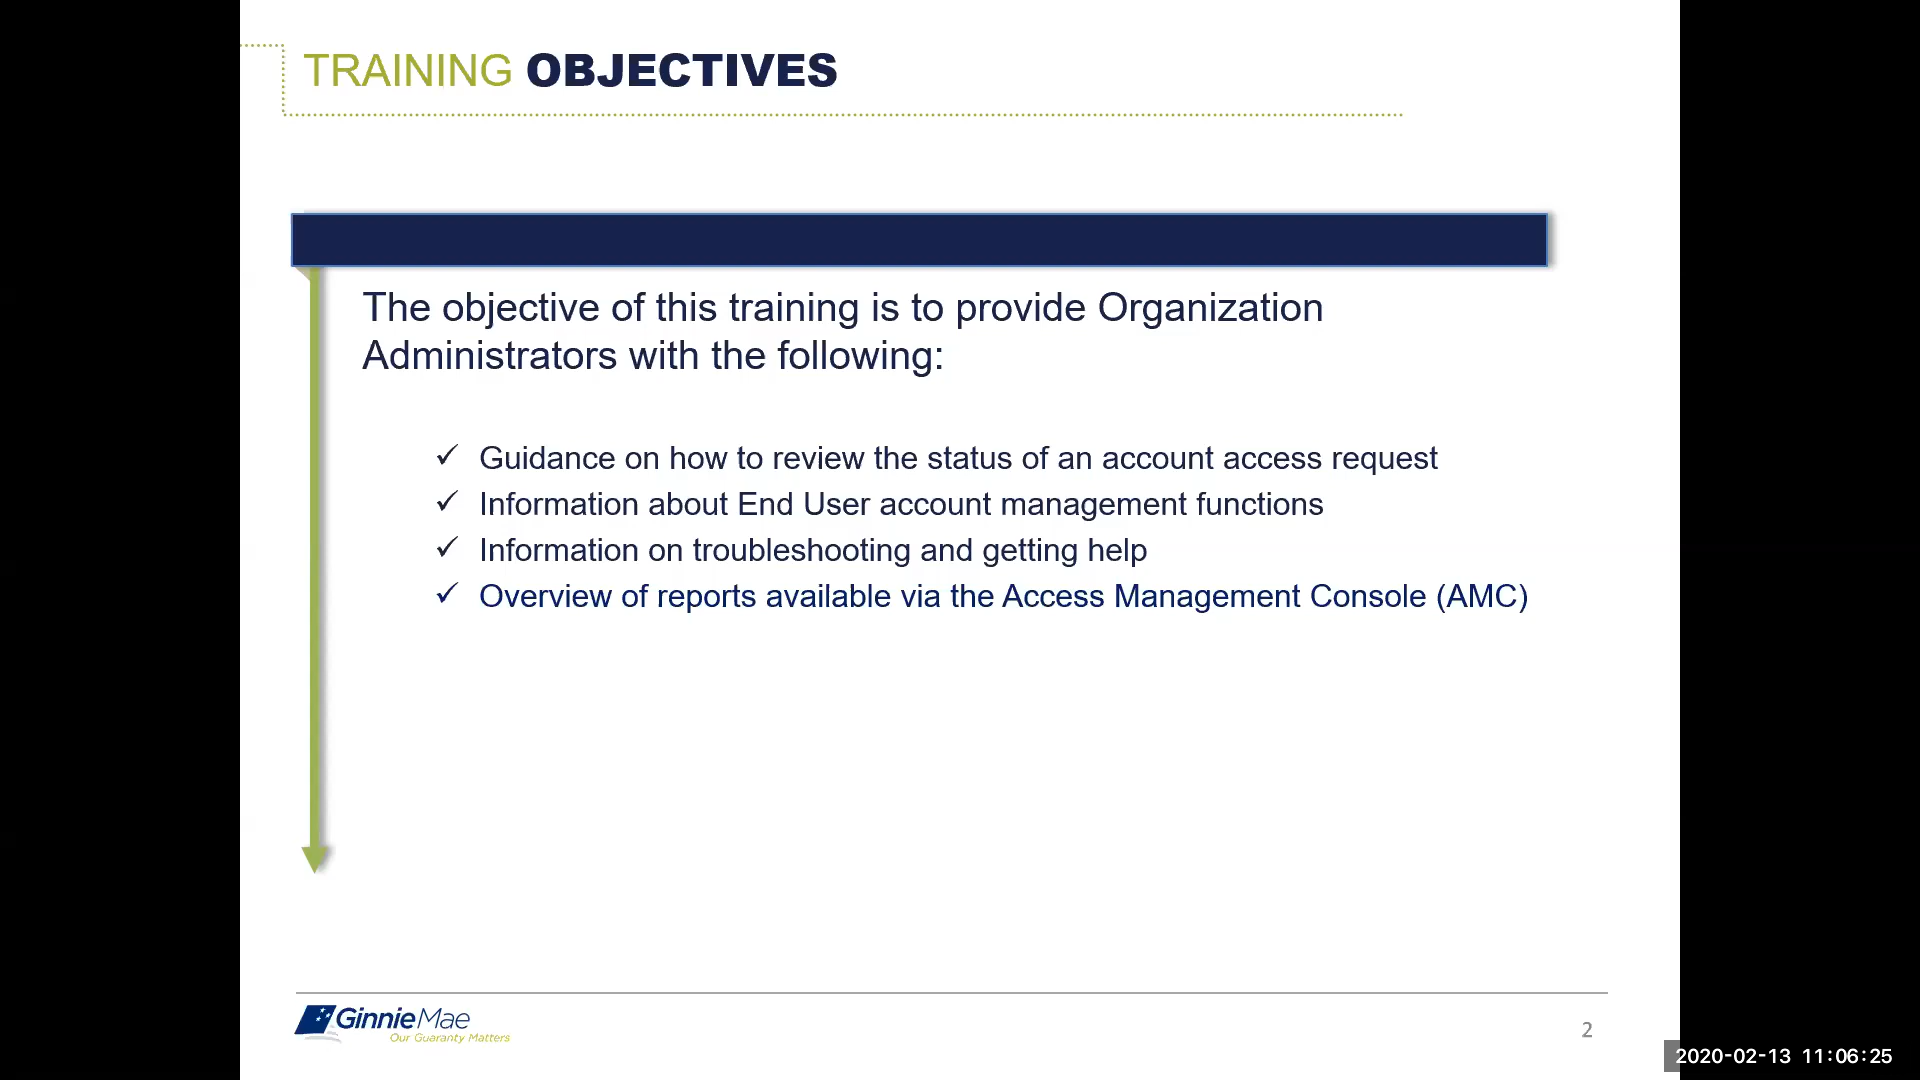 TRAINING OBJECTIVES
The objective of this training is to provide Organization
Administrators with the following:
✓ Guidance on how to review the status of an account access request
✓ Information about End User account management functions
✓ Information on troubleshooting and getting help
✓ Overview of reports available via the Access Management Console (AMC)
GinnieMae
Our Guaranty Matters
2
2020-02-13 11:06:25